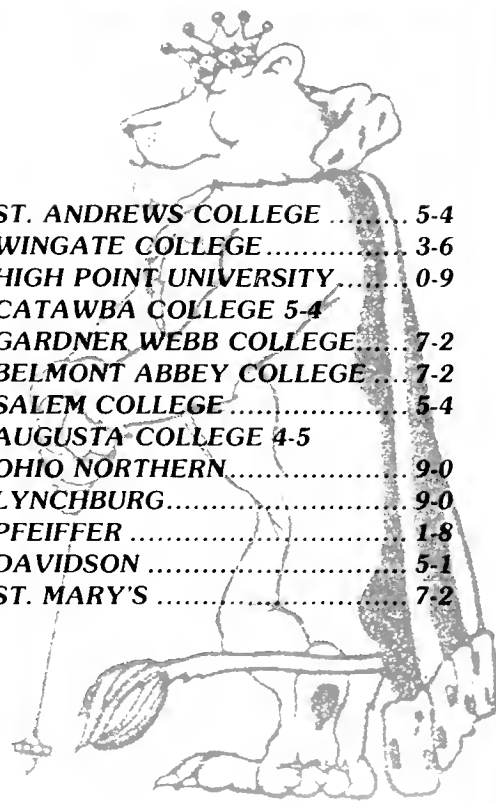 ST. ANDREWS COLLEGE ......... 5-4
WINGATE COLLEGE............... 3-6
HIGH POINT UNIVERSITY........ 0-9
CATAWBA COLLEGE 5-4
GARDNER WEBB COLLEGE..... 7-2
BELMONT ABBEY COLLEGE .... 7-2
SALEM COLLEGE .................... 5-4
AUGUSTA COLLEGE 4-5
OHIO NORTHERN.................... 9-0
LYNCHBURG.......................... 9-0
PFEIFFER .............................. 1-8
DAVIDSON ............................ 5-1
ST. MARY'S ........................... 7-2